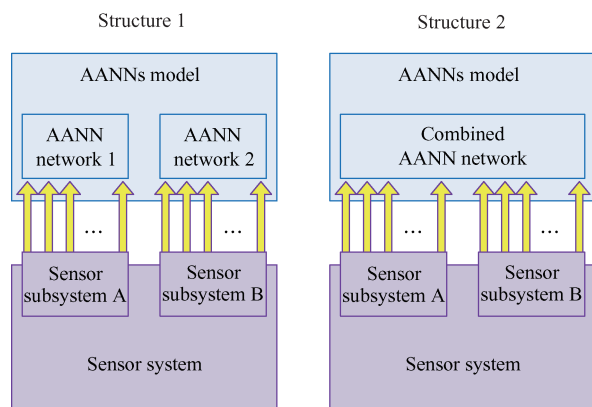 Structure 1
AANNs model
AANN
network 1
AANN
network 2
...
...
Sensor
subsystem A
Sensor
subsystem B
Sensor system
Structure 2
AANNs model
Combined
AANN network
...
...
Sensor
subsystem A
Sensor
subsystem B
Sensor system